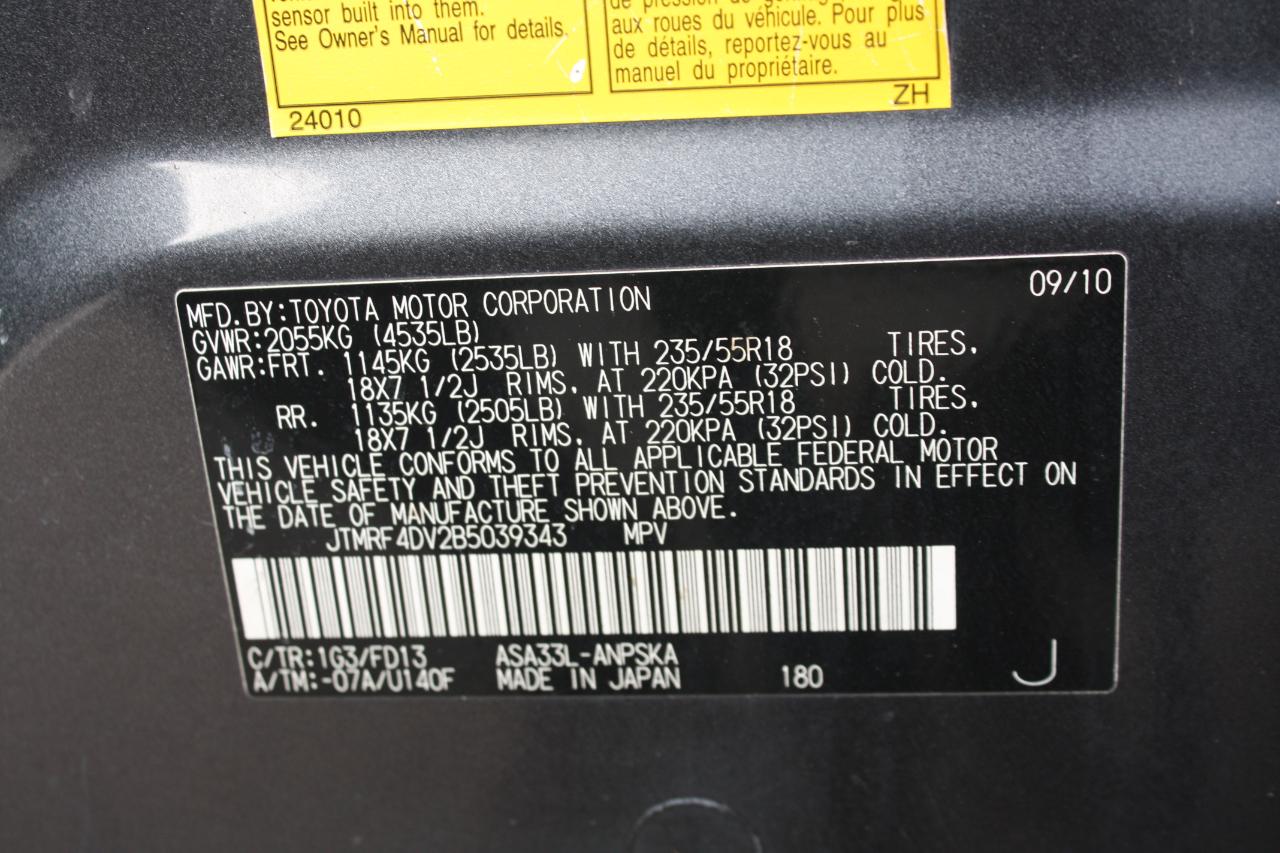 sensor built into them.
See Owner's Manual for details.
24010
aux roues du véhicule. Pour plus
de détails, reportez-vous au
manuel du propriétaire.
ZH
09/10
MFD.BY:TOYOTA MOTOR CORPORATION
GVWR:2055KG (4535LB)
GAWR:FRT. 1145KG (2535LB) WITH 235/55R18 TIRES,
18X7 1/2J RIMS, AT 220KPA (32PSI) COLD.
RR. 1135KG (2505LB) WITH 235/55R18 TIRES,
18X7 1/2J RIMS, AT 220KPA (32PSI) COLD.
THIS VEHICLE CONFORMS TO ALL APPLICABLE FEDERAL MOTOR
VEHICLE SAFETY AND THEFT PREVENTION STANDARDS IN EFFECT ON
THE DATE OF MANUFACTURE SHOWN ABOVE.
JTMRF4DV2B5039343 MPV
C/TR:1G3/FD13 ASA33L-ANPSKA
A/TM:-07A/U140F MADE IN JAPAN 180
J